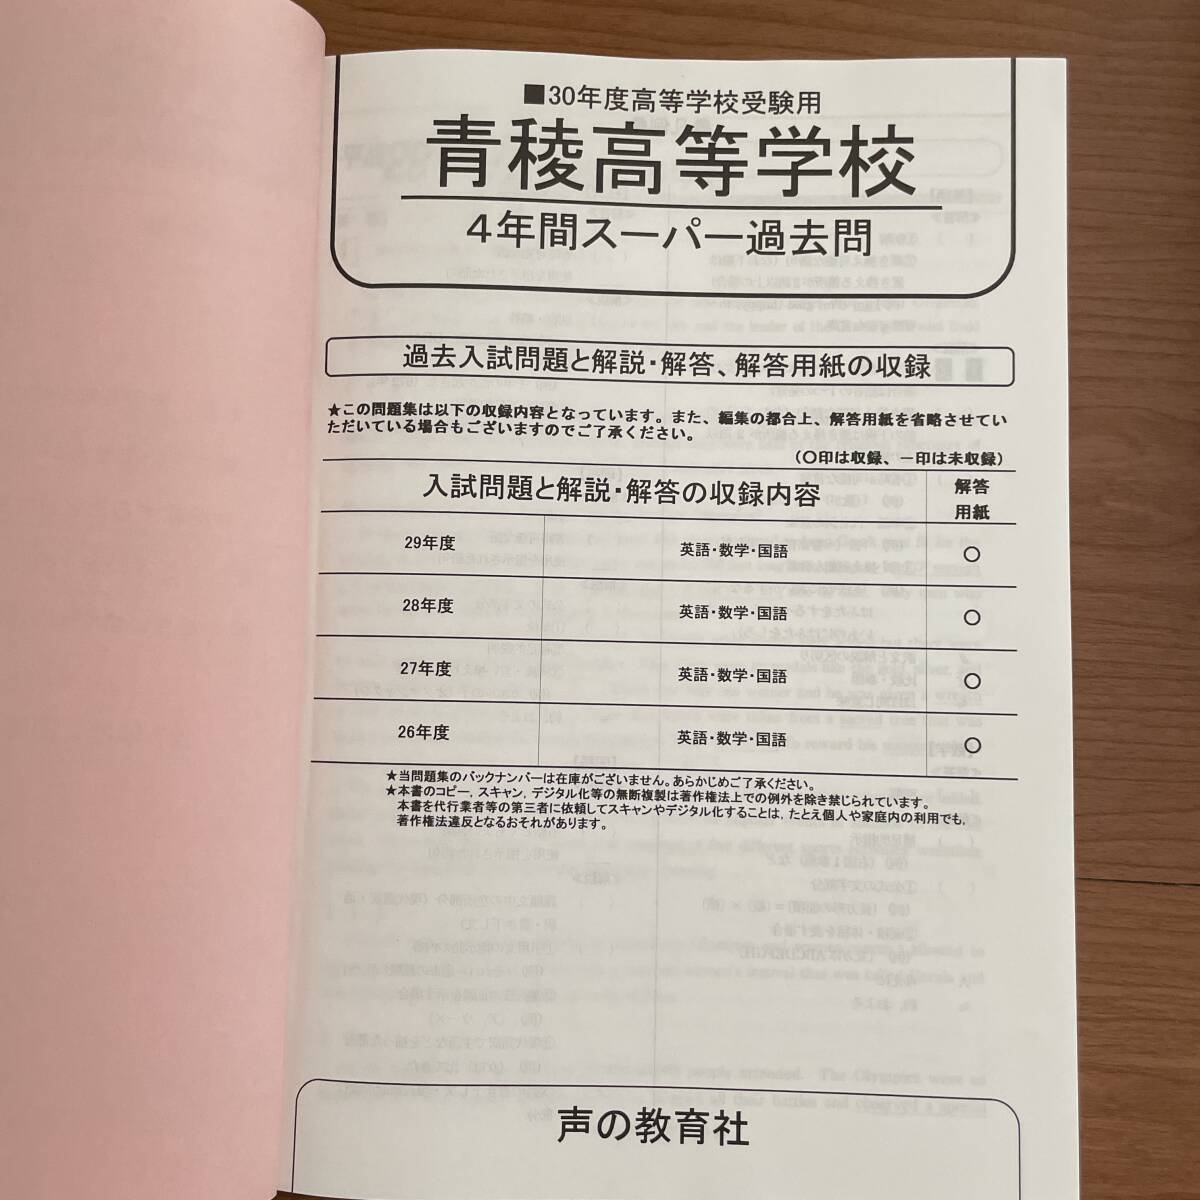 ■30年度高等学校受験用
青稜高等学校
4年間スーパー過去問
過去入試問題と解説・解答、解答用紙の収録
★この問題集は以下の収録内容となっています。また、編集の都合上、解答用紙を省略させてい
ただいている場合もございますのでご了承ください。
(〇印は収録、－印は未収録)
入試問題と解説・解答の収録内容
解答
用紙
29年度 英語・数学・国語 〇
28年度 英語・数学・国語 〇
27年度 英語・数学・国語 〇
26年度 英語・数学・国語 〇
★当問題集のバックナンバーは在庫がございません。あらかじめご了承ください。
★本書のコピー，スキャン，デジタル化等の無断複製は著作権法上での例外を除き禁じられています。
本書を代行業者等の第三者に依頼してスキャンやデジタル化することは，たとえ個人や家庭内の利用でも，
著作権法違反となるおそれがあります。
声の教育社